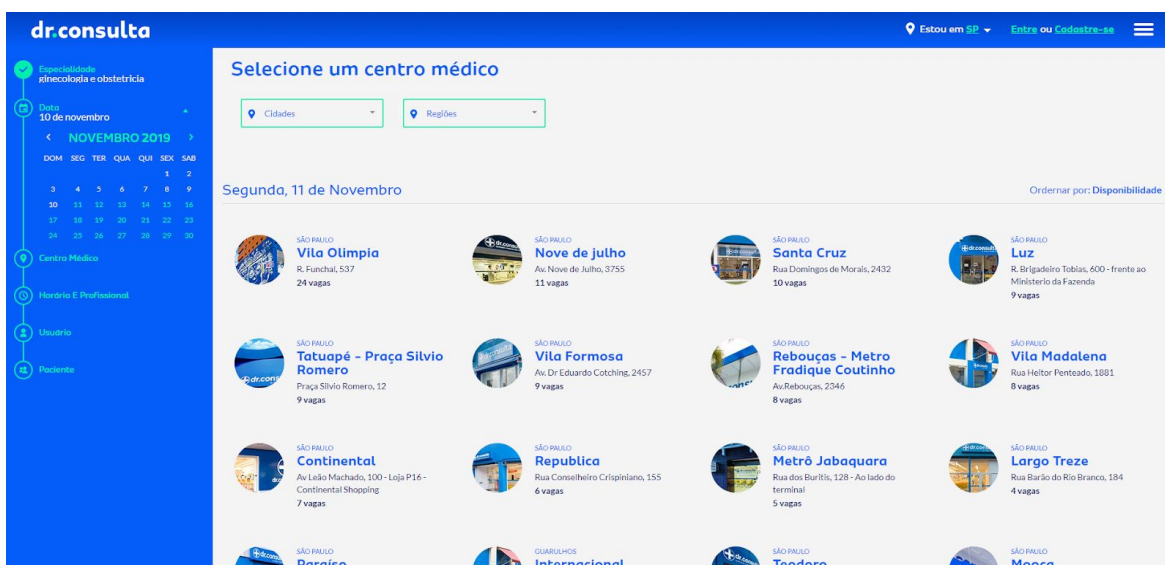 dr.consulta
Estou em SP
Entre ou Cadastre-se
Especialidade
ginecologia e obstetricia
Data
10 de novembro
NOVEMBRO 2019
DOM SEG TER QUA QUI SEX SAB
1 2
3 4 5 6 7 8 9
10 11 12 13 14 15 16
17 18 19 20 21 22 23
24 25 26 27 28 29 30
Centro Médico
Horário E Profissional
Usuário
Paciente
Selecione um centro médico
Cidades
Regiões
Segunda, 11 de Novembro
Ordernar por: Disponibilidade
SÃO PAULO
Vila Olimpia
R. Funchal, 537
24 vagas
SÃO PAULO
Nove de julho
Av. Nove de Julho, 3755
11 vagas
SÃO PAULO
Santa Cruz
Rua Domingos de Morais, 2432
10 vagas
SÃO PAULO
Luz
R. Brigadeiro Tobias, 600 - frente ao
Ministerio da Fazenda
9 vagas
SÃO PAULO
Tatuapé - Praça Silvio
Romero
Praça Silvio Romero, 12
9 vagas
SÃO PAULO
Vila Formosa
Av. Dr Eduardo Cotching, 2457
9 vagas
SÃO PAULO
Rebouças - Metro
Fradique Coutinho
Av.Rebouças, 2346
8 vagas
SÃO PAULO
Vila Madalena
Rua Heitor Penteado, 1881
8 vagas
SÃO PAULO
Continental
Av Leão Machado, 100 - Loja P16 -
Continental Shopping
7 vagas
SÃO PAULO
Republica
Rua Conselheiro Crispiniano, 155
6 vagas
SÃO PAULO
Metrô Jabaquara
Rua dos Buritis, 128 - Ao lado do
terminal
5 vagas
SÃO PAULO
Largo Treze
Rua Barão do Rio Branco, 184
4 vagas
SÃO PAULO
Paraíso
GUARULHOS
Internacional
SÃO PAULO
Teodoro
SÃO PAULO
Mooca